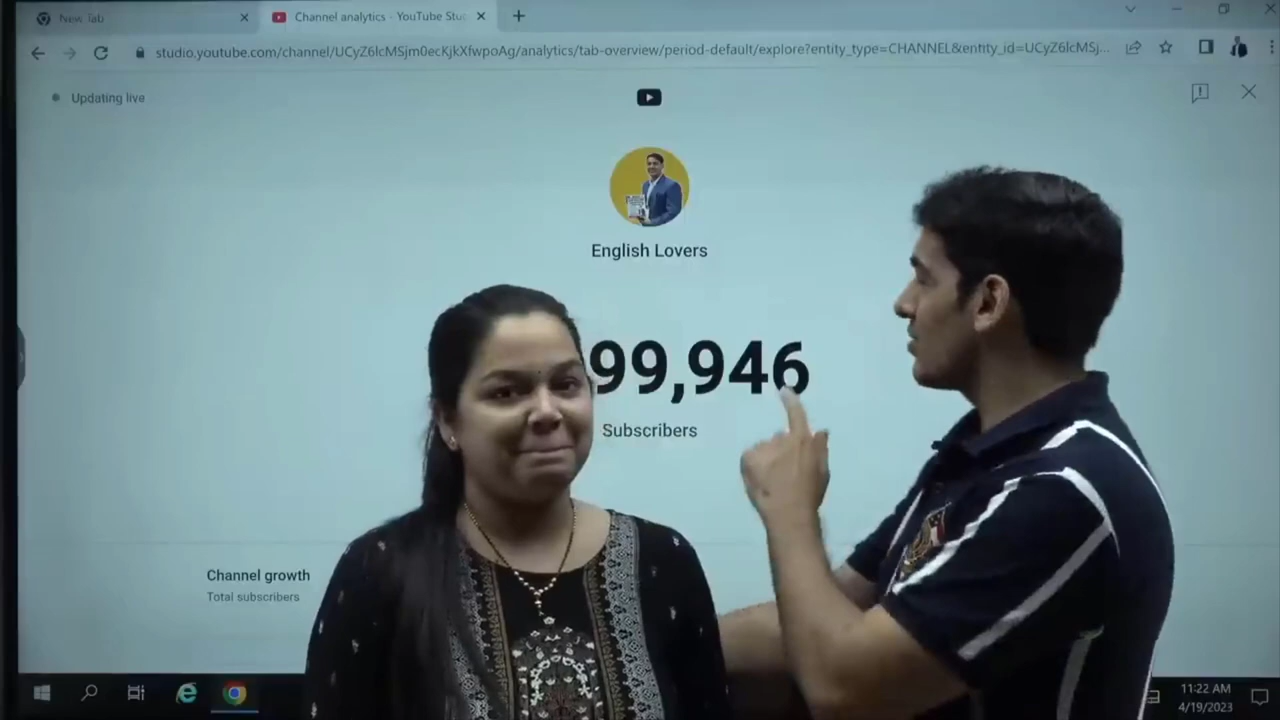 New Tab
Channel analytics - YouTube Stu
studio.youtube.com/channel/UCyZ6lcMSjm0ecKjkXfwpoAg/analytics/tab-overview/period-default/explore?entity_type=CHANNEL&entity_id=UCyZ6lcMSj...
Updating live
English Lovers
99,946
Subscribers
Channel growth
Total subscribers
11:22 AM
4/19/2023